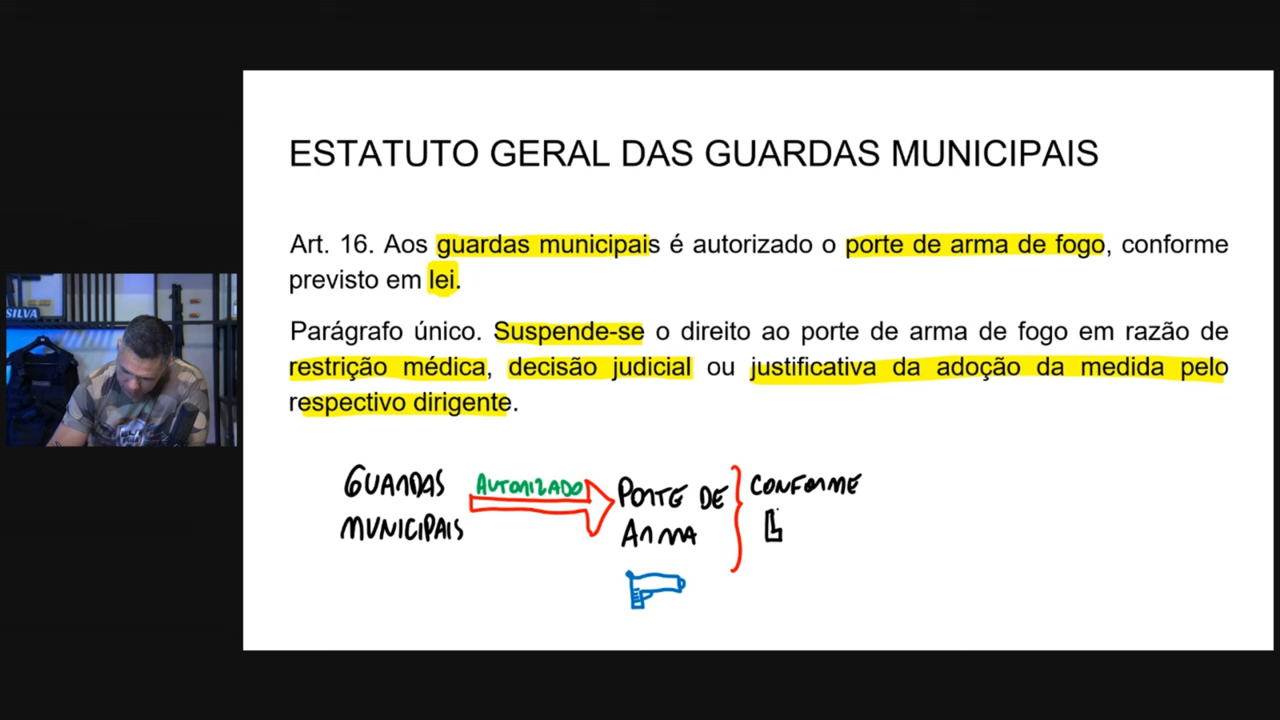 ESTATUTO GERAL DAS GUARDAS MUNICIPAIS
Art. 16. Aos guardas municipais é autorizado o porte de arma de fogo, conforme
previsto em lei.
Parágrafo único. Suspende-se o direito ao porte de arma de fogo em razão de
restrição médica, decisão judicial ou justificativa da adoção da medida pelo
respectivo dirigente.
SILVA
GUARDAS
MUNICIPAIS
AUTORIZADO
PORTE DE
ARMA
CONFORME
L